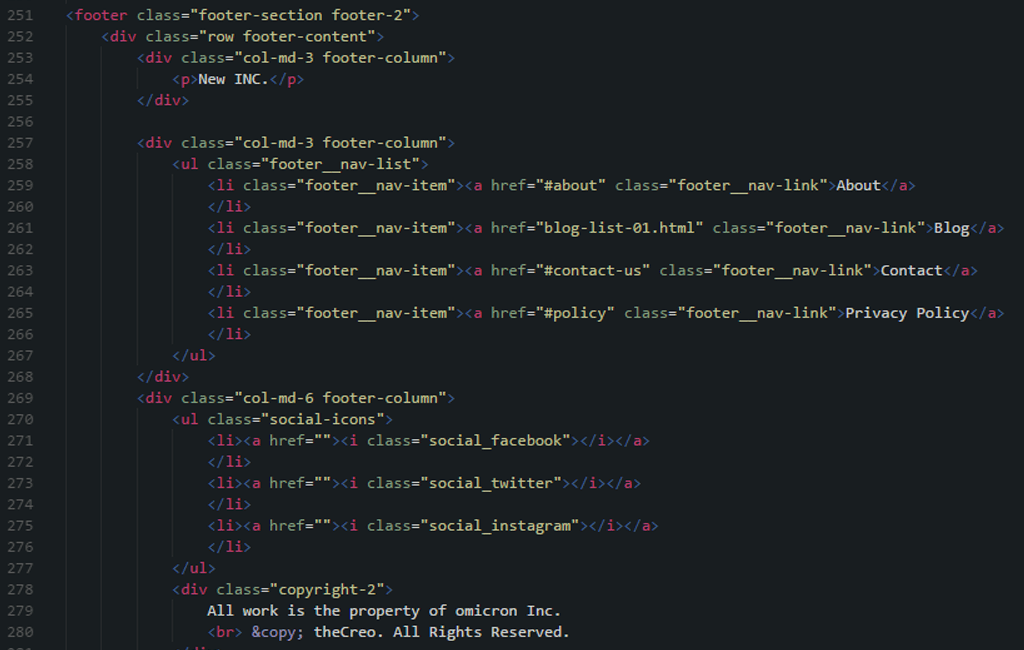 251 <footer class="footer-section footer-2">
252 <div class="row footer-content">
253 <div class="col-md-3 footer-column">
254 <p>New INC.</p>
255 </div>
256
257 <div class="col-md-3 footer-column">
258 <ul class="footer__nav-list">
259 <li class="footer__nav-item"><a href="#about" class="footer__nav-link">About</a>
260 </li>
261 <li class="footer__nav-item"><a href="blog-list-01.html" class="footer__nav-link">Blog</a>
262 </li>
263 <li class="footer__nav-item"><a href="#contact-us" class="footer__nav-link">Contact</a>
264 </li>
265 <li class="footer__nav-item"><a href="#policy" class="footer__nav-link">Privacy Policy</a>
266 </li>
267 </ul>
268 </div>
269 <div class="col-md-6 footer-column">
270 <ul class="social-icons">
271 <li><a href=""><i class="social_facebook"></i></a>
272 </li>
273 <li><a href=""><i class="social_twitter"></i></a>
274 </li>
275 <li><a href=""><i class="social_instagram"></i></a>
276 </li>
277 </ul>
278 <div class="copyright-2">
279 All work is the property of omicron Inc.
280 <br> &copy; theCreo. All Rights Reserved.